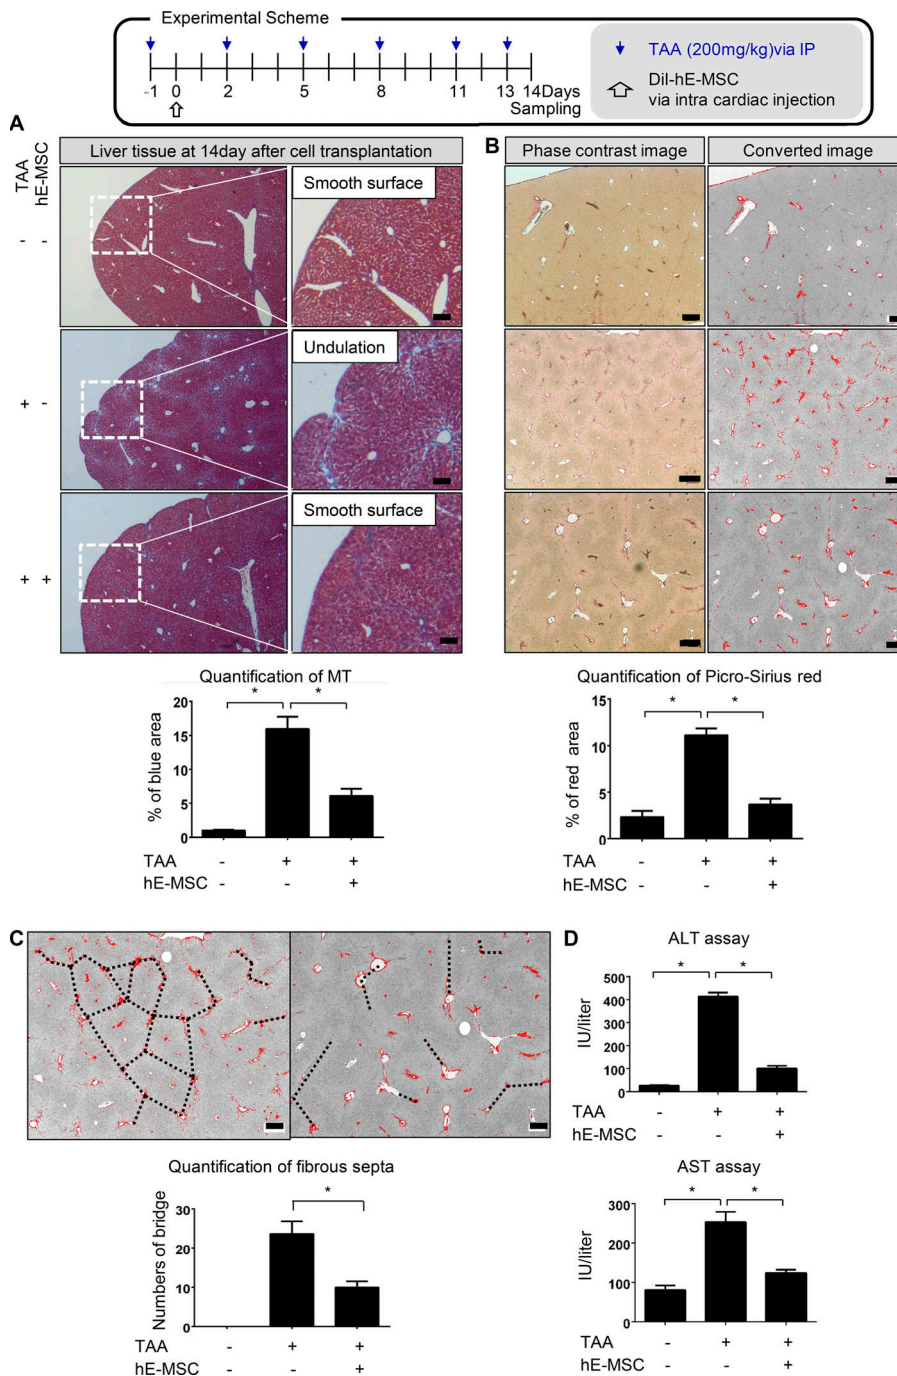 Experimental Scheme
-1 0 2 5 8 11 13 14Days
Sampling
TAA (200mg/kg)via IP
Dil-hE-MSC
via intra cardiac injection
A
TAA
hE-MSC
Liver tissue at 14day after cell transplantation
- -
Smooth surface
+ -
Undulation
+ +
Smooth surface
B
Phase contrast image
Converted image
Quantification of MT
% of blue area
20
15
10
5
0
* *
TAA - + +
hE-MSC - - +
Quantification of Picro-Sirius red
% of red area
15
10
5
0
* *
TAA - + +
hE-MSC - - +
C
Quantification of fibrous septa
Numbers of bridge
30
20
10
0
*
TAA - + +
hE-MSC - - +
D
ALT assay
IU/liter
500
400
300
200
100
0
* *
TAA - + +
hE-MSC - - +
AST assay
IU/liter
300
200
100
0
* *
TAA - + +
hE-MSC - - +